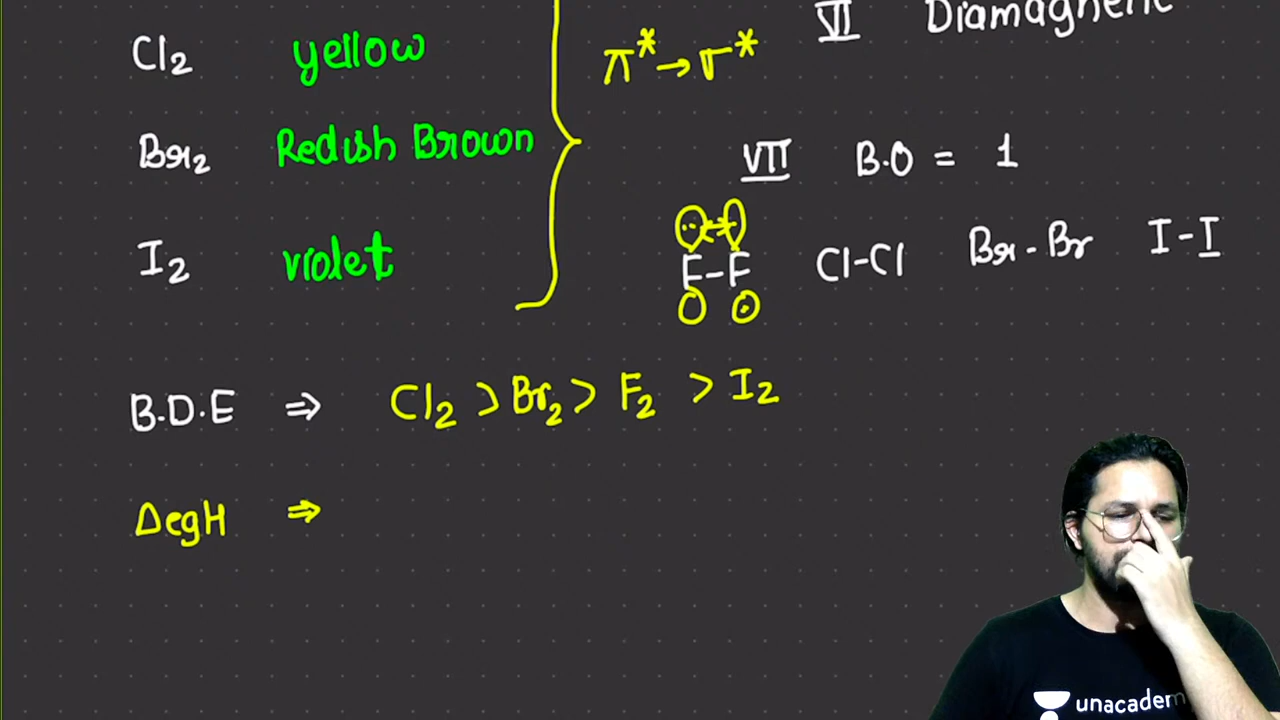 VI Diamagnetic
Cl2 yellow
π*→σ*
Br2 Redish Brown
VII B.O = 1
I2 violet
F-F Cl-Cl Br-Br I-I
B.D.E ⇒ Cl2 > Br2 > F2 > I2
ΔegH ⇒
unacadem